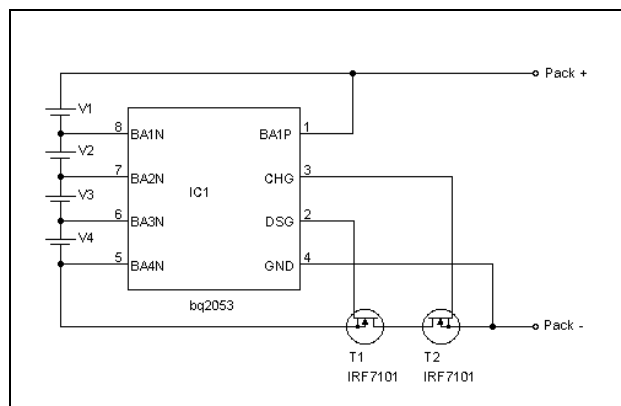 Pack +
V1
8 BA1N BA1P 1
V2
7 BA2N CHG 3
IC1
V3
6 BA3N DSG 2
V4
5 BA4N GND 4
bq2053
Pack -
T1 T2
IRF7101 IRF7101